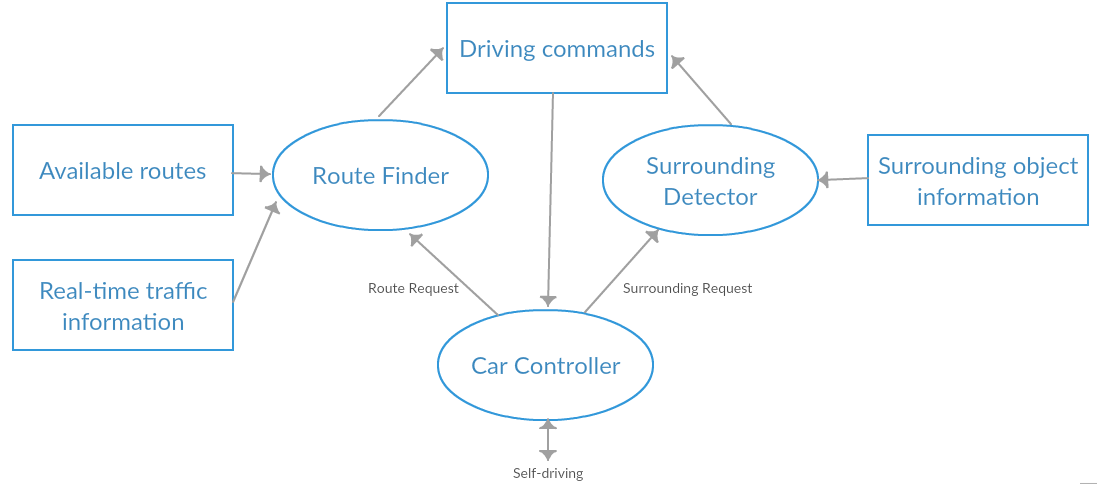 Driving commands
Available routes
Route Finder
Surrounding
Detector
Surrounding object
information
Real-time traffic
information
Route Request
Surrounding Request
Car Controller
Self-driving